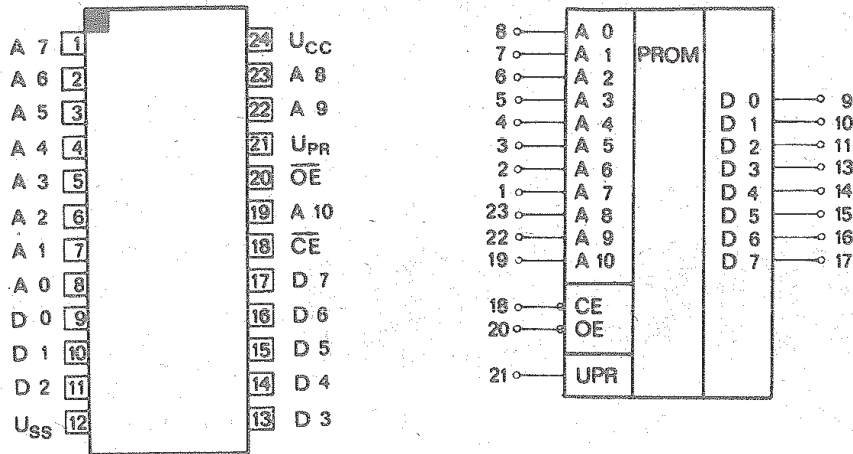 A 7 1
A 6 2
A 5 3
A 4 4
A 3 5
A 2 6
A 1 7
A 0 8
D 0 9
D 1 10
D 2 11
USS 12
24 UCC
23 A 8
22 A 9
21 UPR
20 OE
19 A 10
18 CE
17 D 7
16 D 6
15 D 5
14 D 4
13 D 3
PROM
8 A 0
7 A 1
6 A 2
5 A 3
4 A 4
3 A 5
2 A 6
1 A 7
23 A 8
22 A 9
19 A 10
18 CE
20 OE
21 UPR
D 0 9
D 1 10
D 2 11
D 3 13
D 4 14
D 5 15
D 6 16
D 7 17